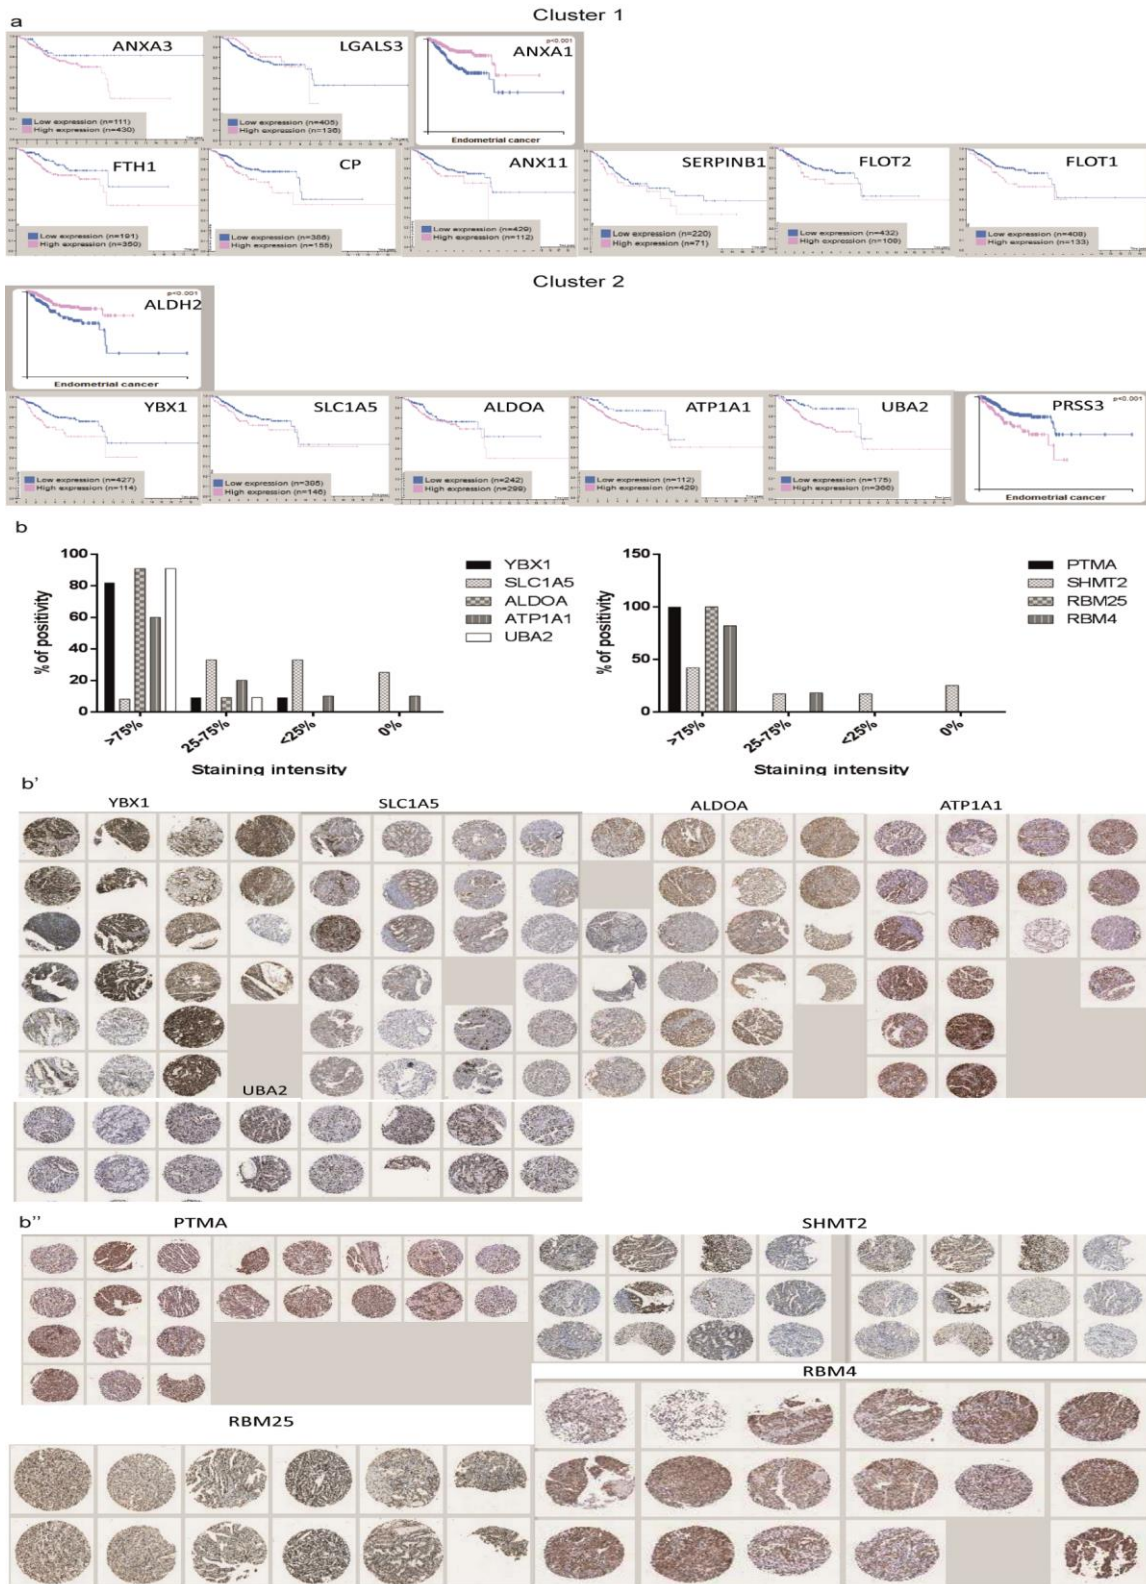 a
Cluster 1
ANXA3
LGALS3
p<0.001
ANXA1
Low expression (n=111)
High expression (n=430)
Low expression (n=405)
High expression (n=136)
Endometrial cancer
FTH1
CP
ANX11
SERPINB1
FLOT2
FLOT1
Low expression (n=191)
High expression (n=350)
Low expression (n=386)
High expression (n=155)
Low expression (n=429)
High expression (n=112)
Low expression (n=220)
High expression (n=71)
Low expression (n=432)
High expression (n=109)
Low expression (n=408)
High expression (n=133)
Cluster 2
p<0.001
ALDH2
Endometrial cancer
YBX1
SLC1A5
ALDOA
ATP1A1
UBA2
p<0.001
PRSS3
Low expression (n=427)
High expression (n=114)
Low expression (n=395)
High expression (n=146)
Low expression (n=242)
High expression (n=299)
Low expression (n=112)
High expression (n=429)
Low expression (n=175)
High expression (n=366)
Endometrial cancer
b
% of positivity
100
80
60
40
20
0
>75%
25-75%
<25%
0%
Staining intensity
YBX1
SLC1A5
ALDOA
ATP1A1
UBA2
% of positivity
150
100
50
0
>75%
25-75%
<25%
0%
Staining intensity
PTMA
SHMT2
RBM25
RBM4
b'
YBX1
SLC1A5
ALDOA
ATP1A1
UBA2
b''
PTMA
SHMT2
RBM4
RBM25